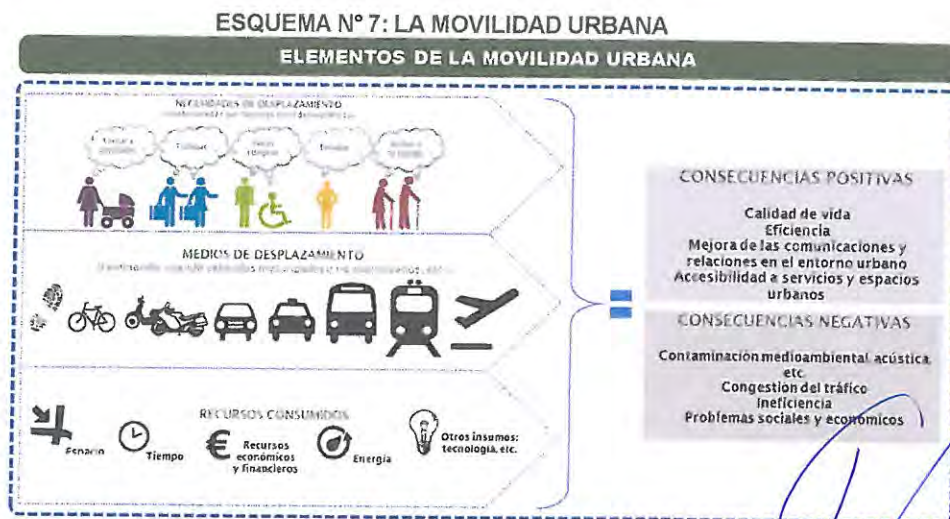 ESQUEMA N° 7: LA MOVILIDAD URBANA
ELEMENTOS DE LA MOVILIDAD URBANA
NECESIDADES DE DESPLAZAMIENTO
Trabajar
Hacer compras
Estudiar
MEDIOS DE DESPLAZAMIENTO
RECURSOS CONSUMIDOS
Espacio
Tiempo
Recursos
económicos
y financieros
Energía
Otros insumos:
tecnología, etc.
CONSECUENCIAS POSITIVAS
Calidad de vida
Eficiencia
Mejora de las comunicaciones y
relaciones en el entorno urbano
Accesibilidad a servicios y espacios
urbanos
CONSECUENCIAS NEGATIVAS
Contaminación medioambiental, acústica,
etc.
Congestión del tráfico
Ineficiencia
Problemas sociales y económicos